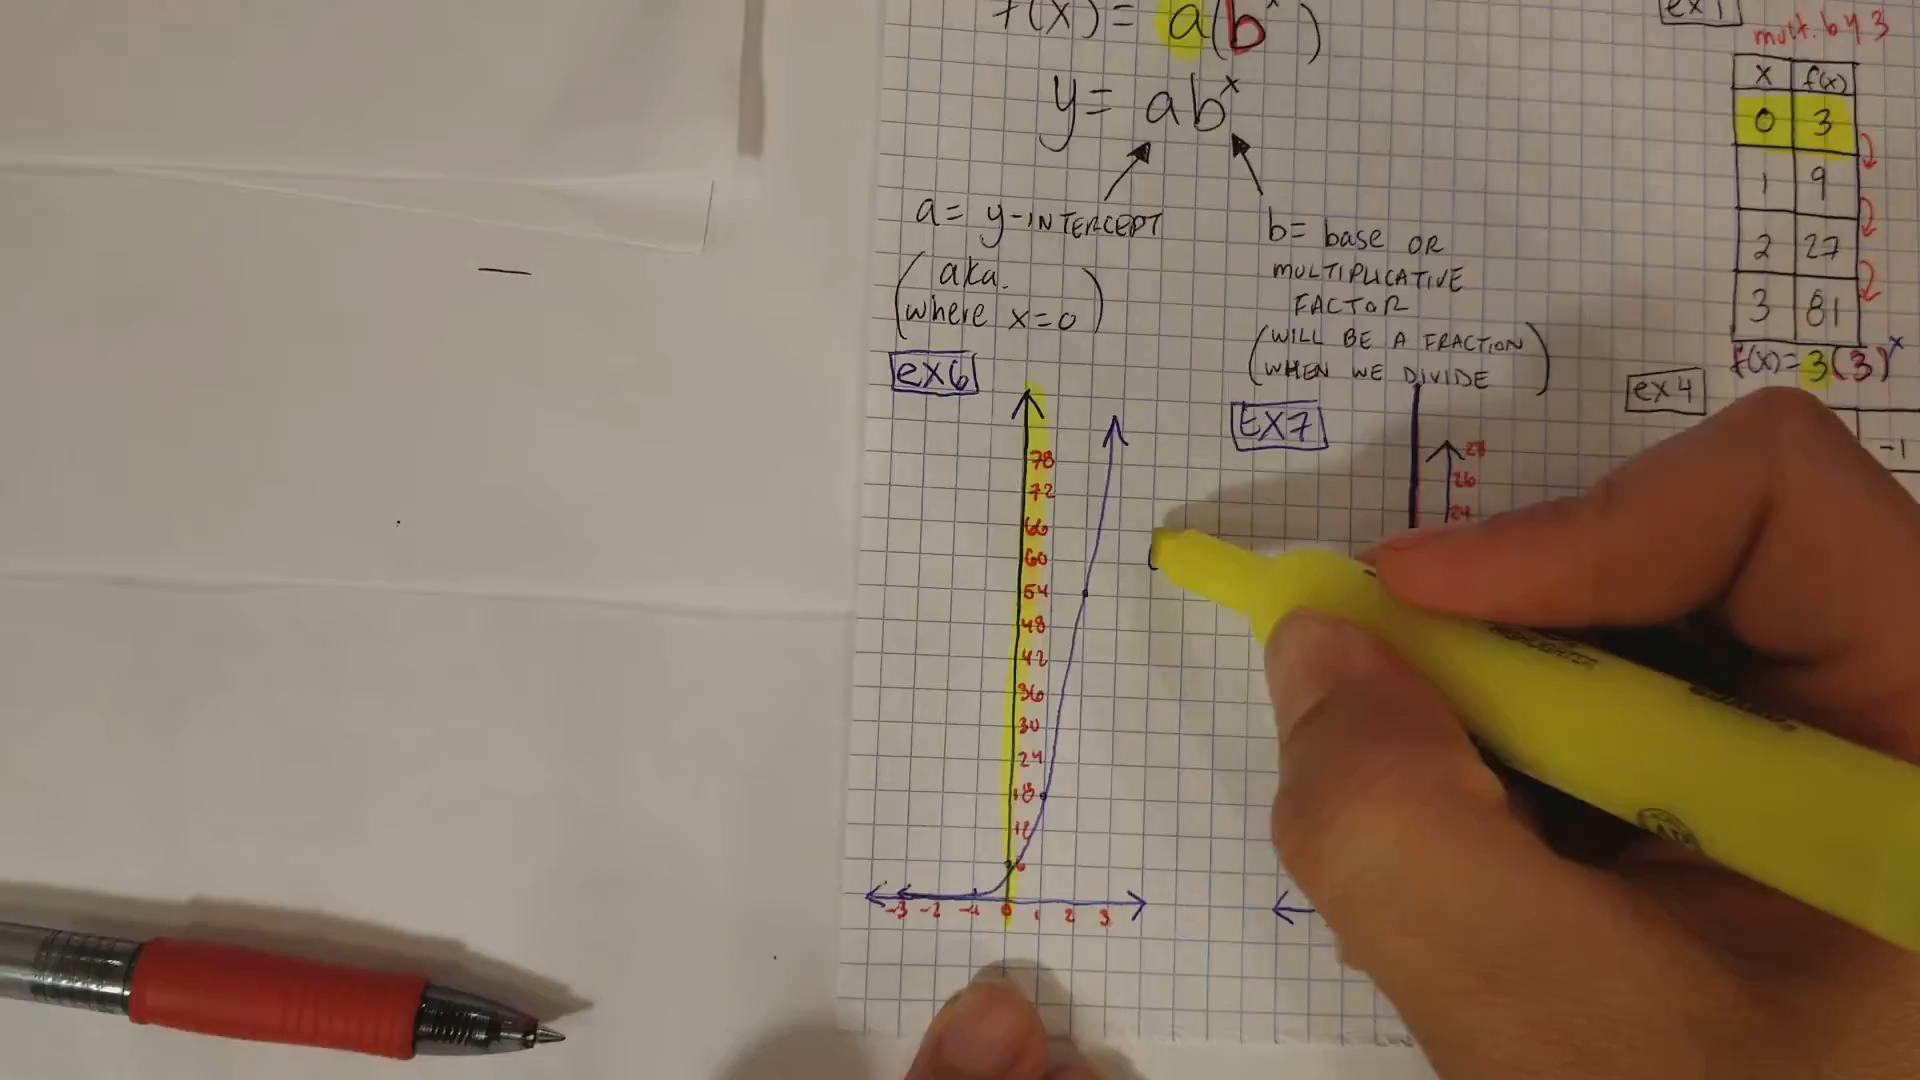 f(x) = a(b^x)
y = ab^x
a = y-INTERCEPT
(aka. where x=0)
b = base OR
MULTIPLICATIVE
FACTOR
(WILL BE A FRACTION
WHEN WE DIVIDE)
ex1
mult. by 3
x f(x)
0 3
1 9
2 27
3 81
f(x) = 3(3)^x
ex4
-1
ex6
78
72
66
60
54
48
42
36
30
24
18
12
6
-3 -2 -1 0 1 2 3
EX7
28
26
24